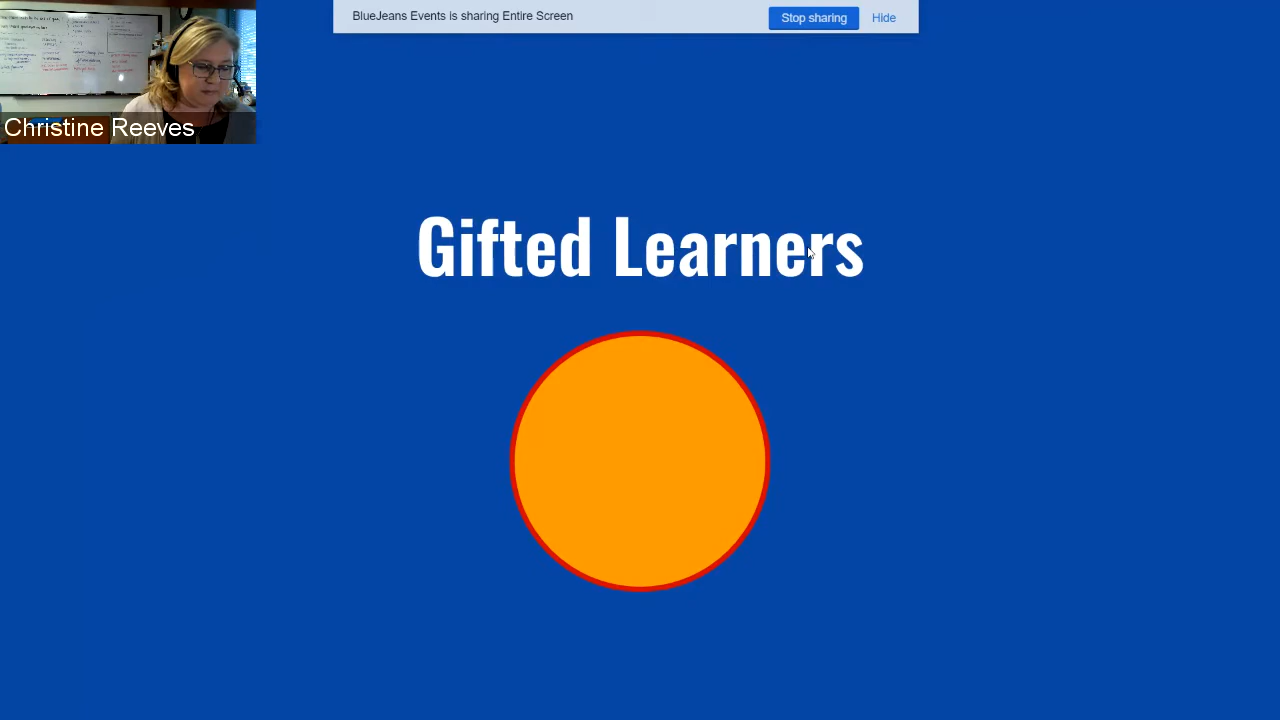 BlueJeans Events is sharing Entire Screen
Stop sharing
Hide
Christine Reeves
Gifted Learners